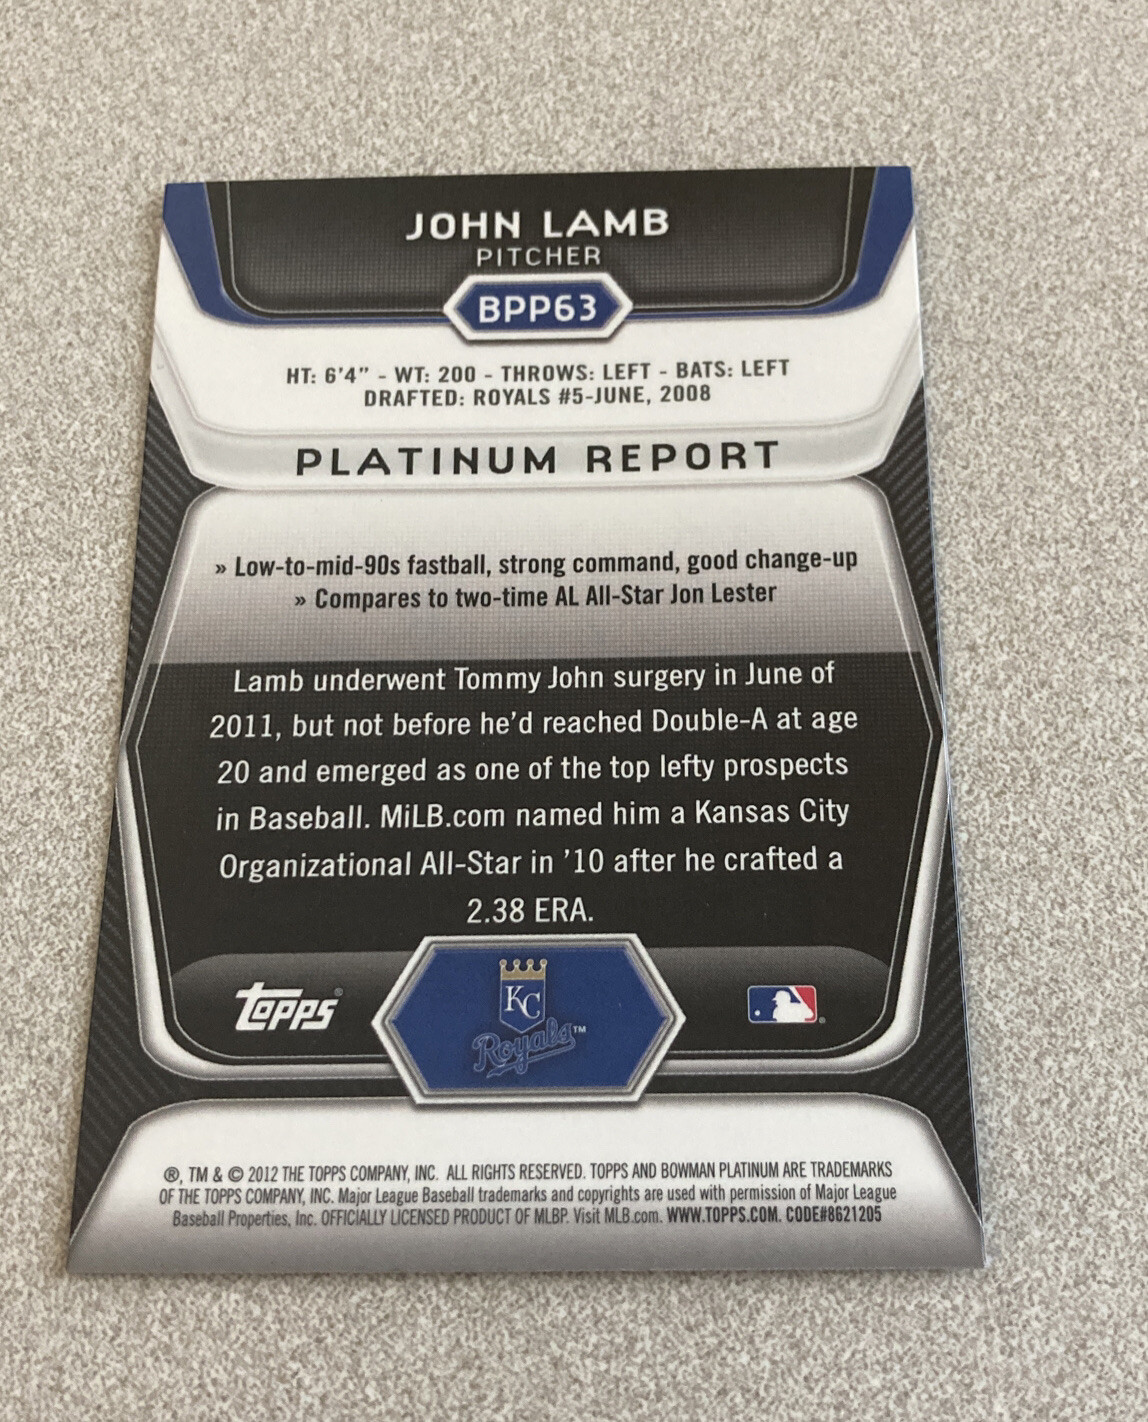 JOHN LAMB
PITCHER
BPP63
HT: 6'4" - WT: 200 - THROWS: LEFT - BATS: LEFT
DRAFTED: ROYALS #5-JUNE, 2008
PLATINUM REPORT
» Low-to-mid-90s fastball, strong command, good change-up
» Compares to two-time AL All-Star Jon Lester
Lamb underwent Tommy John surgery in June of
2011, but not before he'd reached Double-A at age
20 and emerged as one of the top lefty prospects
in Baseball. MiLB.com named him a Kansas City
Organizational All-Star in '10 after he crafted a
2.38 ERA.
TOPPS®
KC
Royals™
®
®, TM & © 2012 THE TOPPS COMPANY, INC. ALL RIGHTS RESERVED. TOPPS AND BOWMAN PLATINUM ARE TRADEMARKS
OF THE TOPPS COMPANY, INC. Major League Baseball trademarks and copyrights are used with permission of Major League
Baseball Properties, Inc. OFFICIALLY LICENSED PRODUCT OF MLBP. Visit MLB.com. WWW.TOPPS.COM. CODE#8621205